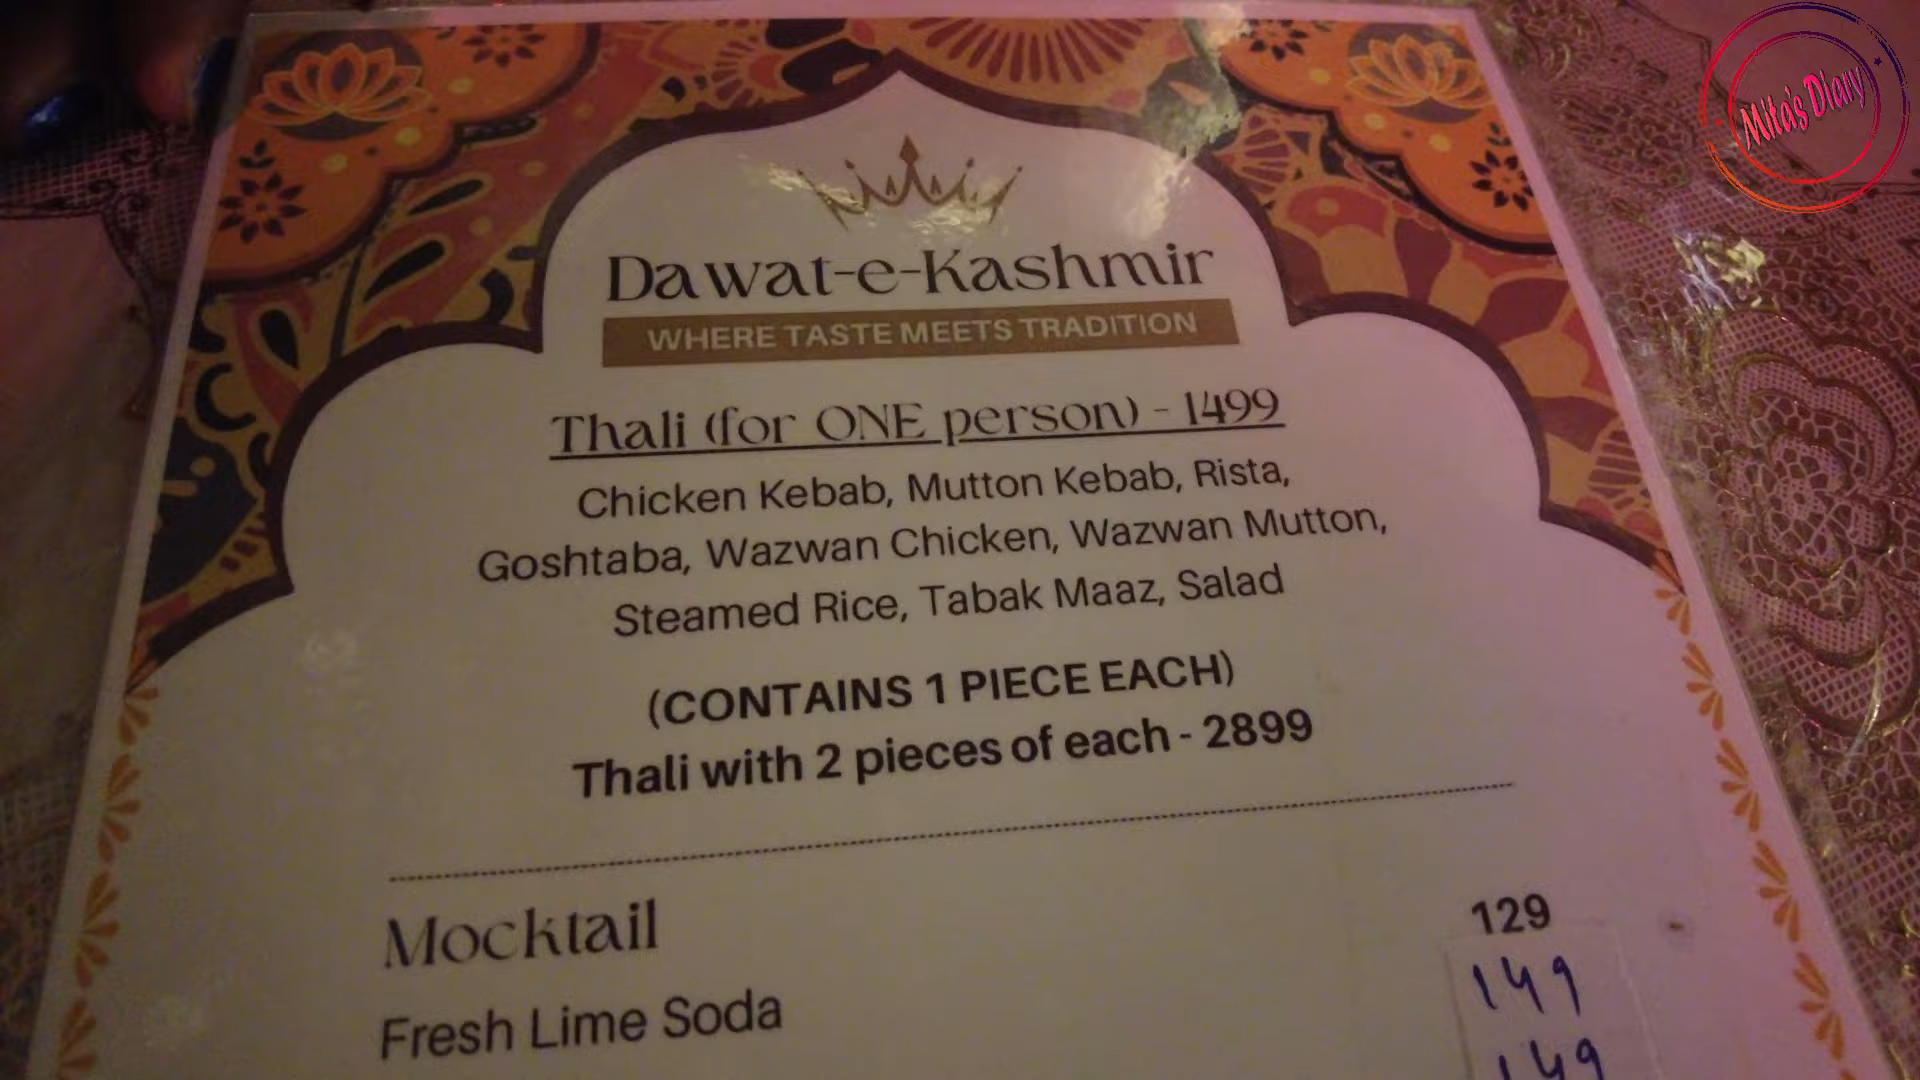 Mita's Diary
Dawat-e-Kashmir
WHERE TASTE MEETS TRADITION
Thali (for ONE person) - 1499
Chicken Kebab, Mutton Kebab, Rista,
Goshtaba, Wazwan Chicken, Wazwan Mutton,
Steamed Rice, Tabak Maaz, Salad
(CONTAINS 1 PIECE EACH)
Thali with 2 pieces of each - 2899
Mocktail
Fresh Lime Soda 129
149
149